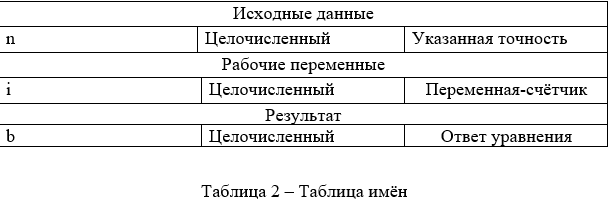 Исходные данные
n Целочисленный Указанная точность
Рабочие переменные
i Целочисленный Переменная-счётчик
Результат
b Целочисленный Ответ уравнения
Таблица 2 – Таблица имён